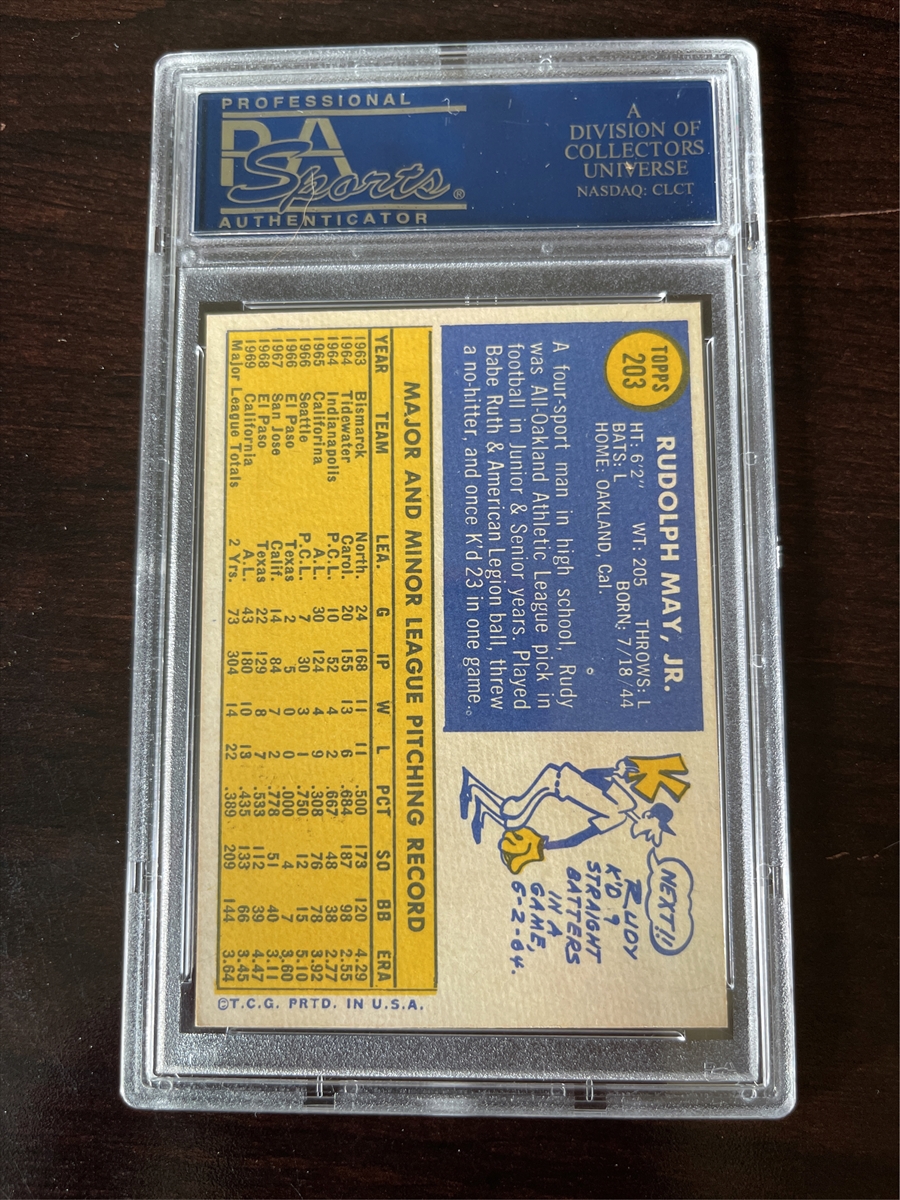 PROFESSIONAL
PSA
Sports®
AUTHENTICATOR
A
DIVISION OF
COLLECTORS
UNIVERSE
NASDAQ: CLCT
TOPPS
203
RUDOLPH MAY, JR.
HT: 6'2" WT: 205 THROWS: L
BATS: L BORN: 7/18/44
HOME: OAKLAND, Cal.
A four-sport man in high school, Rudy
was All-Oakland Athletic League pick in
football in Junior & Senior years. Played
Babe Ruth & American Legion ball, threw
a no-hitter, and once K'd 23 in one game.
K
NEXT!!
RUDY
K'D 9
STRAIGHT
BATTERS
IN A
GAME,
6-2-64.
MAJOR AND MINOR LEAGUE PITCHING RECORD
YEAR TEAM LEA. G IP W L PCT SO BB ERA
1963 Bismarck North. 24 168 11 11 .500 173 120 4.29
1964 Tidewater Carol. 20 155 13 6 .684 187 98 2.55
1964 Indianapolis P.C.L. 10 52 4 2 .667 48 38 2.77
1965 California A.L. 30 124 4 9 .308 76 78 3.92
1966 Seattle P.C.L. 7 30 3 1 .750 12 15 5.10
1966 El Paso Texas 2 5 0 0 .000 4 7 3.60
1967 San Jose Calif. 14 84 7 2 .778 51 40 3.11
1968 El Paso Texas 22 129 8 7 .533 112 39 4.47
1969 California A.L. 43 180 10 13 .435 133 66 3.45
Major League Totals 2 Yrs. 73 304 14 22 .389 209 144 3.64
©T.C.G. PRTD. IN U.S.A.